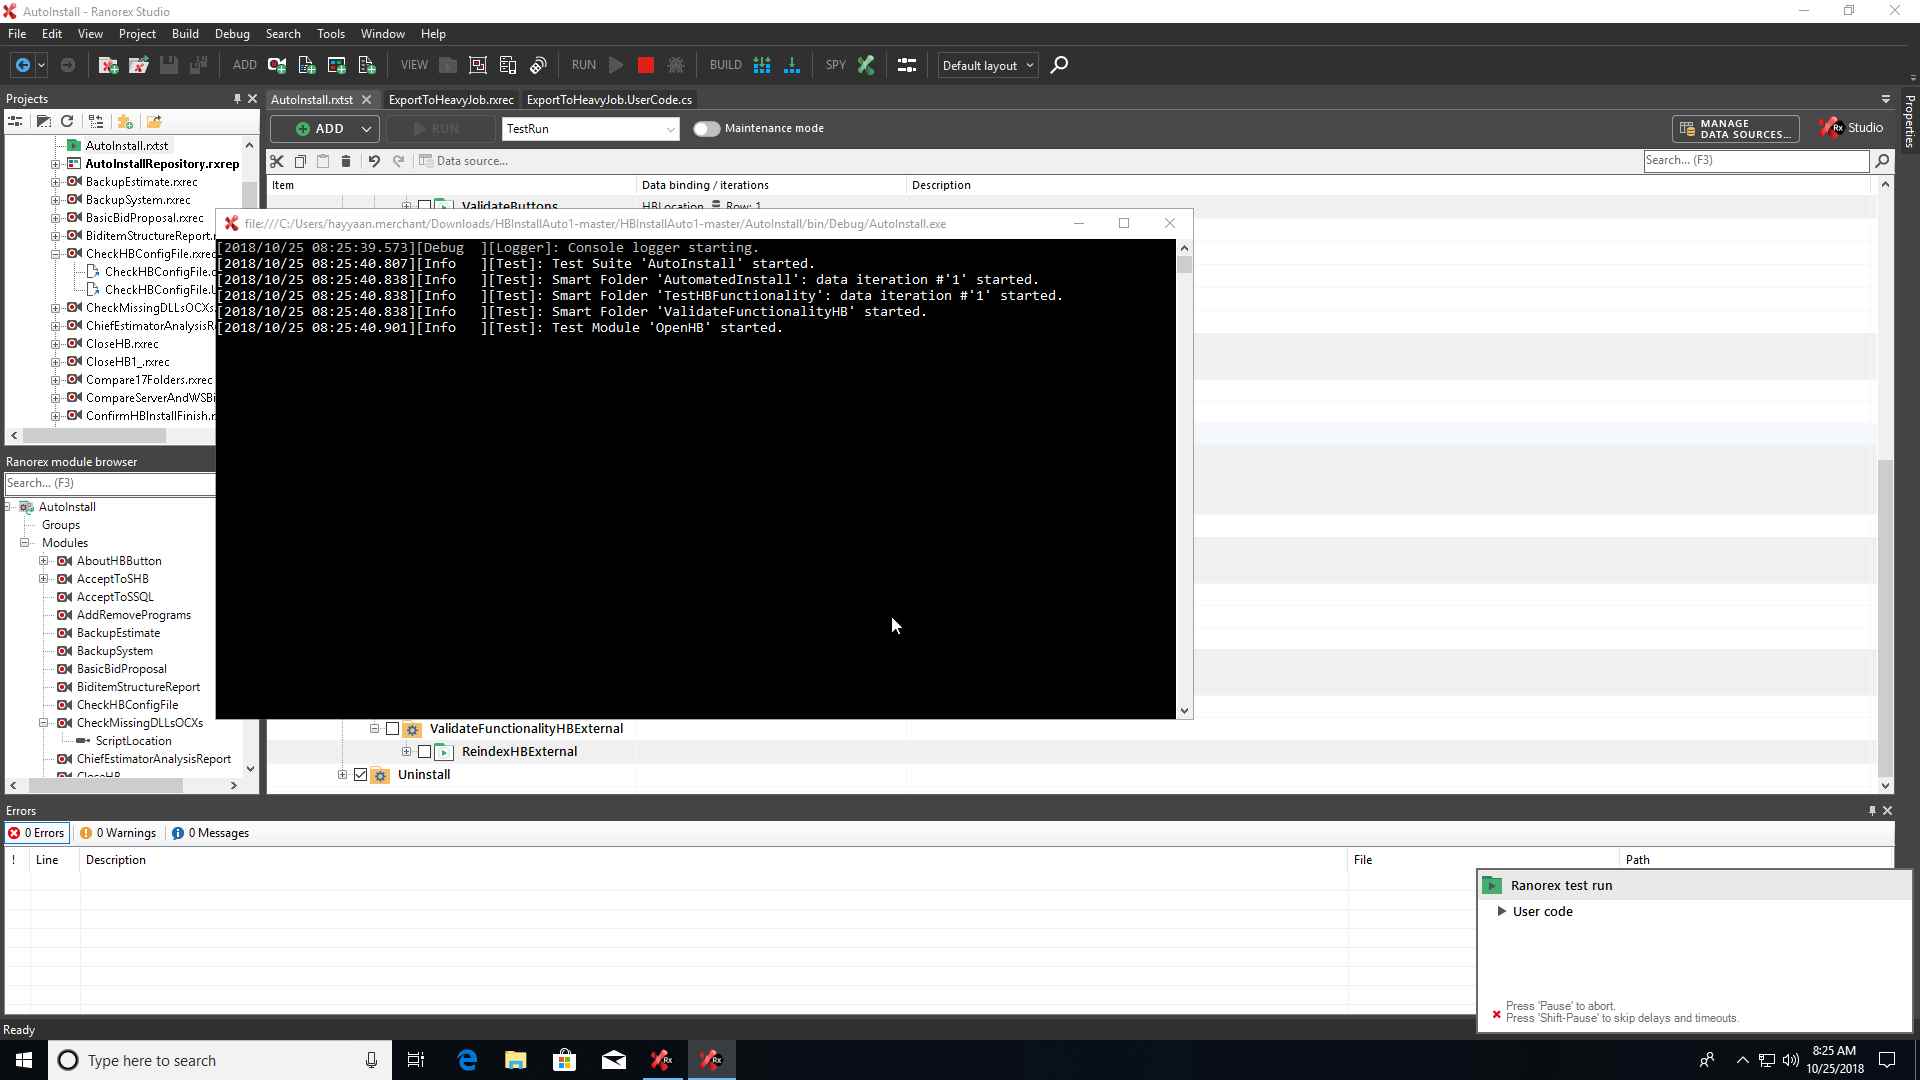 AutoInstall - Ranorex Studio
File Edit View Project Build Debug Search Tools Window Help
ADD VIEW RUN BUILD SPY Default layout
Projects
AutoInstall.rxtst ExportToHeavyJob.rxrec ExportToHeavyJob.UserCode.cs
Properties
ADD RUN TestRun Maintenance mode
MANAGE
DATA SOURCES...
Rx Studio
Data source... Search... (F3)
Item Data binding / iterations Description
AutoInstall.rxtst
AutoInstallRepository.rxrep
BackupEstimate.rxrec
BackupSystem.rxrec
BasicBidProposal.rxrec
BiditemStructureReport.r
CheckHBConfigFile.rxrec
CheckHBConfigFile.
CheckHBConfigFile.
CheckMissingDLLsOCXs
ChiefEstimatorAnalysisR
CloseHB.rxrec
CloseHB1_.rxrec
Compare17Folders.rxrec
CompareServerAndWSBi
ConfirmHBInstallFinish.r
ValidateButtons HBLocation Row: 1
file:///C:/Users/hayyaan.merchant/Downloads/HBInstallAuto1-master/HBInstallAuto1-master/AutoInstall/bin/Debug/AutoInstall.exe
[2018/10/25 08:25:39.573][Debug  ][Logger]: Console logger starting.
[2018/10/25 08:25:40.807][Info   ][Test]: Test Suite 'AutoInstall' started.
[2018/10/25 08:25:40.838][Info   ][Test]: Smart Folder 'AutomatedInstall': data iteration #'1' started.
[2018/10/25 08:25:40.838][Info   ][Test]: Smart Folder 'TestHBFunctionality': data iteration #'1' started.
[2018/10/25 08:25:40.838][Info   ][Test]: Smart Folder 'ValidateFunctionalityHB' started.
[2018/10/25 08:25:40.901][Info   ][Test]: Test Module 'OpenHB' started.
Ranorex module browser
Search... (F3)
AutoInstall
Groups
Modules
AboutHBButton
AcceptToSHB
AcceptToSSQL
AddRemovePrograms
BackupEstimate
BackupSystem
BasicBidProposal
BiditemStructureReport
CheckHBConfigFile
CheckMissingDLLsOCXs
ScriptLocation
ChiefEstimatorAnalysisReport
CloseHB
ValidateFunctionalityHBExternal
ReindexHBExternal
Uninstall
Errors
0 Errors 0 Warnings 0 Messages
! Line Description File Path
Ranorex test run
User code
Press 'Pause' to abort.
Press 'Shift-Pause' to skip delays and timeouts.
Ready
Type here to search
Rx Rx
8:25 AM
10/25/2018